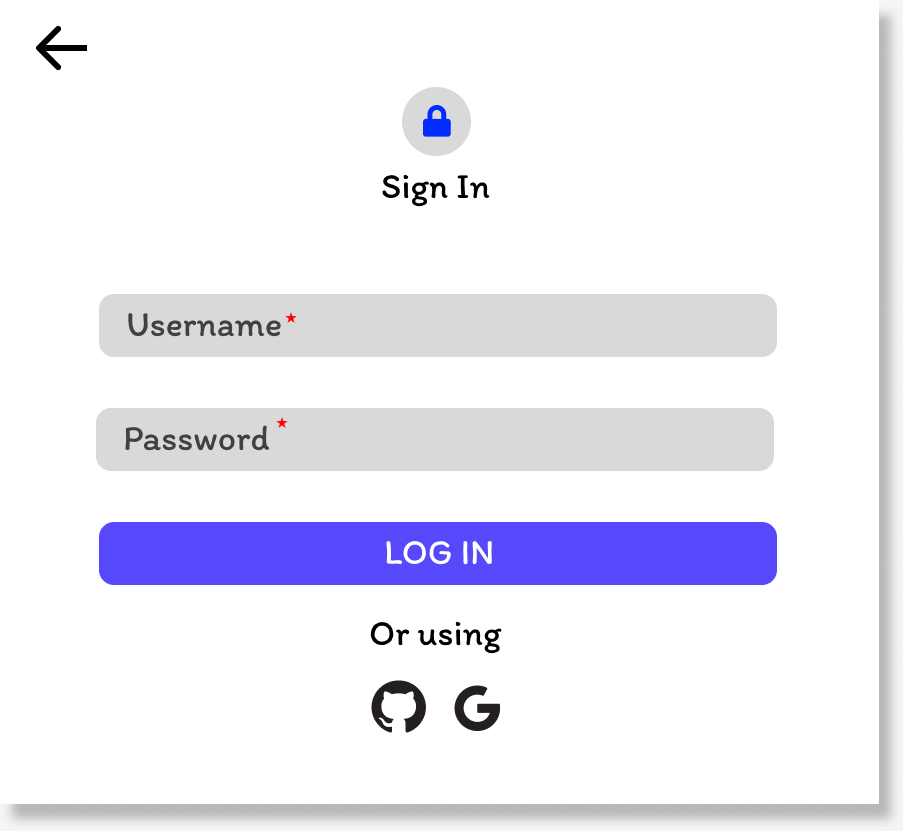 Sign In
Username*
Password*
LOG IN
Or using